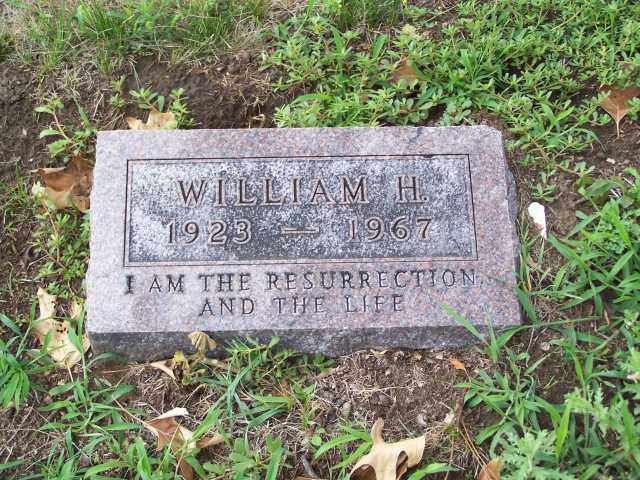 WILLIAM H.
1923 — 1967
I AM THE RESURRECTION
AND THE LIFE